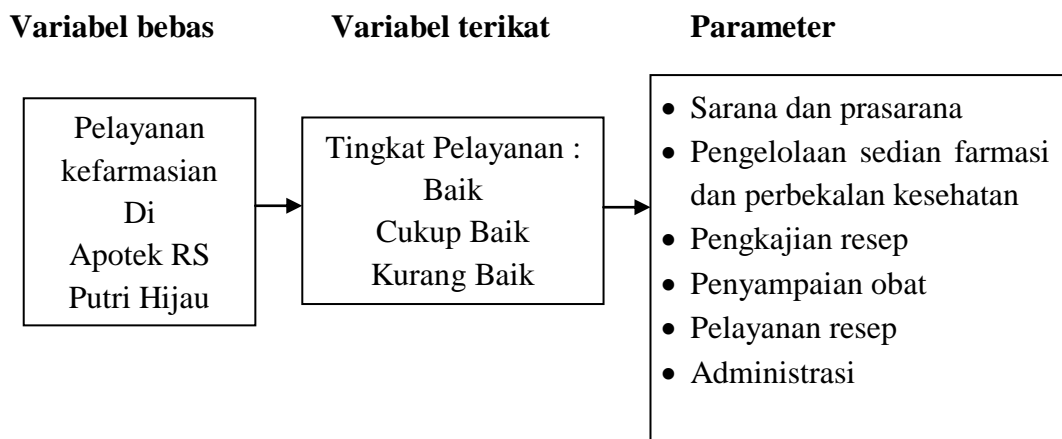 Variabel bebas
Variabel terikat
Parameter
Pelayanan
kefarmasian
Di
Apotek RS
Putri Hijau
Tingkat Pelayanan :
Baik
Cukup Baik
Kurang Baik
• Sarana dan prasarana
• Pengelolaan sedian farmasi
dan perbekalan kesehatan
• Pengkajian resep
• Penyampaian obat
• Pelayanan resep
• Administrasi